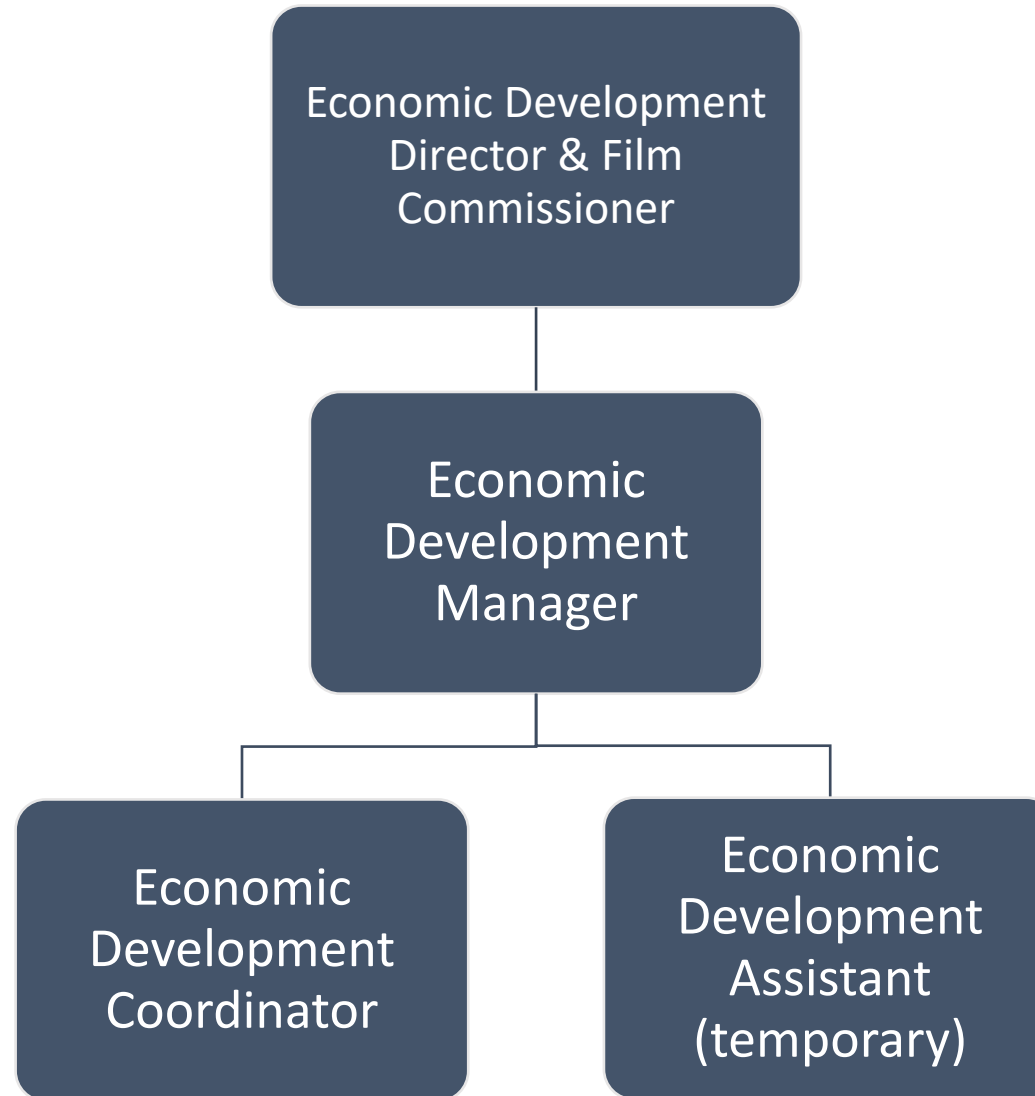 Economic Development
Director & Film
Commissioner
Economic
Development
Manager
Economic
Development
Coordinator
Economic
Development
Assistant
(temporary)